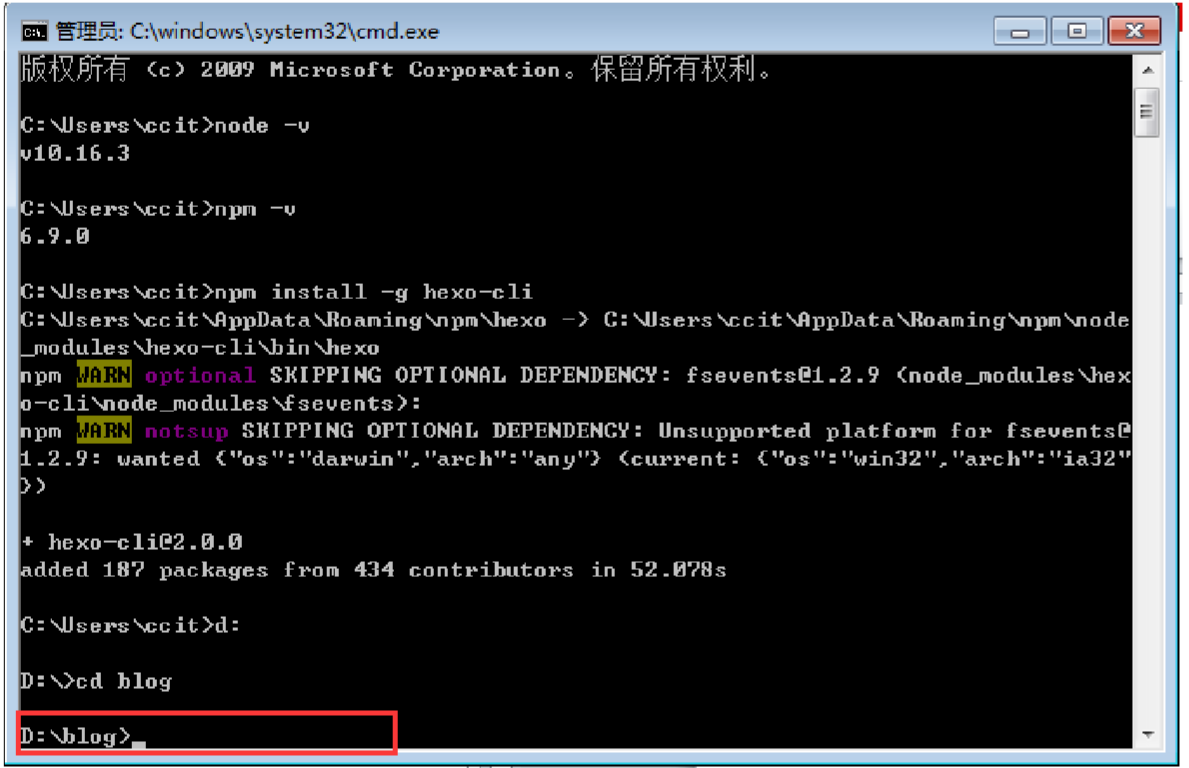 管理员: C:\windows\system32\cmd.exe
版权所有 (c) 2009 Microsoft Corporation。保留所有权利。
C:\Users\ccit>node -v
v10.16.3
C:\Users\ccit>npm -v
6.9.0
C:\Users\ccit>npm install -g hexo-cli
C:\Users\ccit\AppData\Roaming\npm\hexo -> C:\Users\ccit\AppData\Roaming\npm\node
_modules\hexo-cli\bin\hexo
npm WARN optional SKIPPING OPTIONAL DEPENDENCY: fsevents@1.2.9 (node_modules\hex
o-cli\node_modules\fsevents):
npm WARN notsup SKIPPING OPTIONAL DEPENDENCY: Unsupported platform for fsevents@
1.2.9: wanted {"os":"darwin","arch":"any"} (current: {"os":"win32","arch":"ia32"
})
+ hexo-cli@2.0.0
added 187 packages from 434 contributors in 52.078s
C:\Users\ccit>d:
D:\>cd blog
D:\blog>_